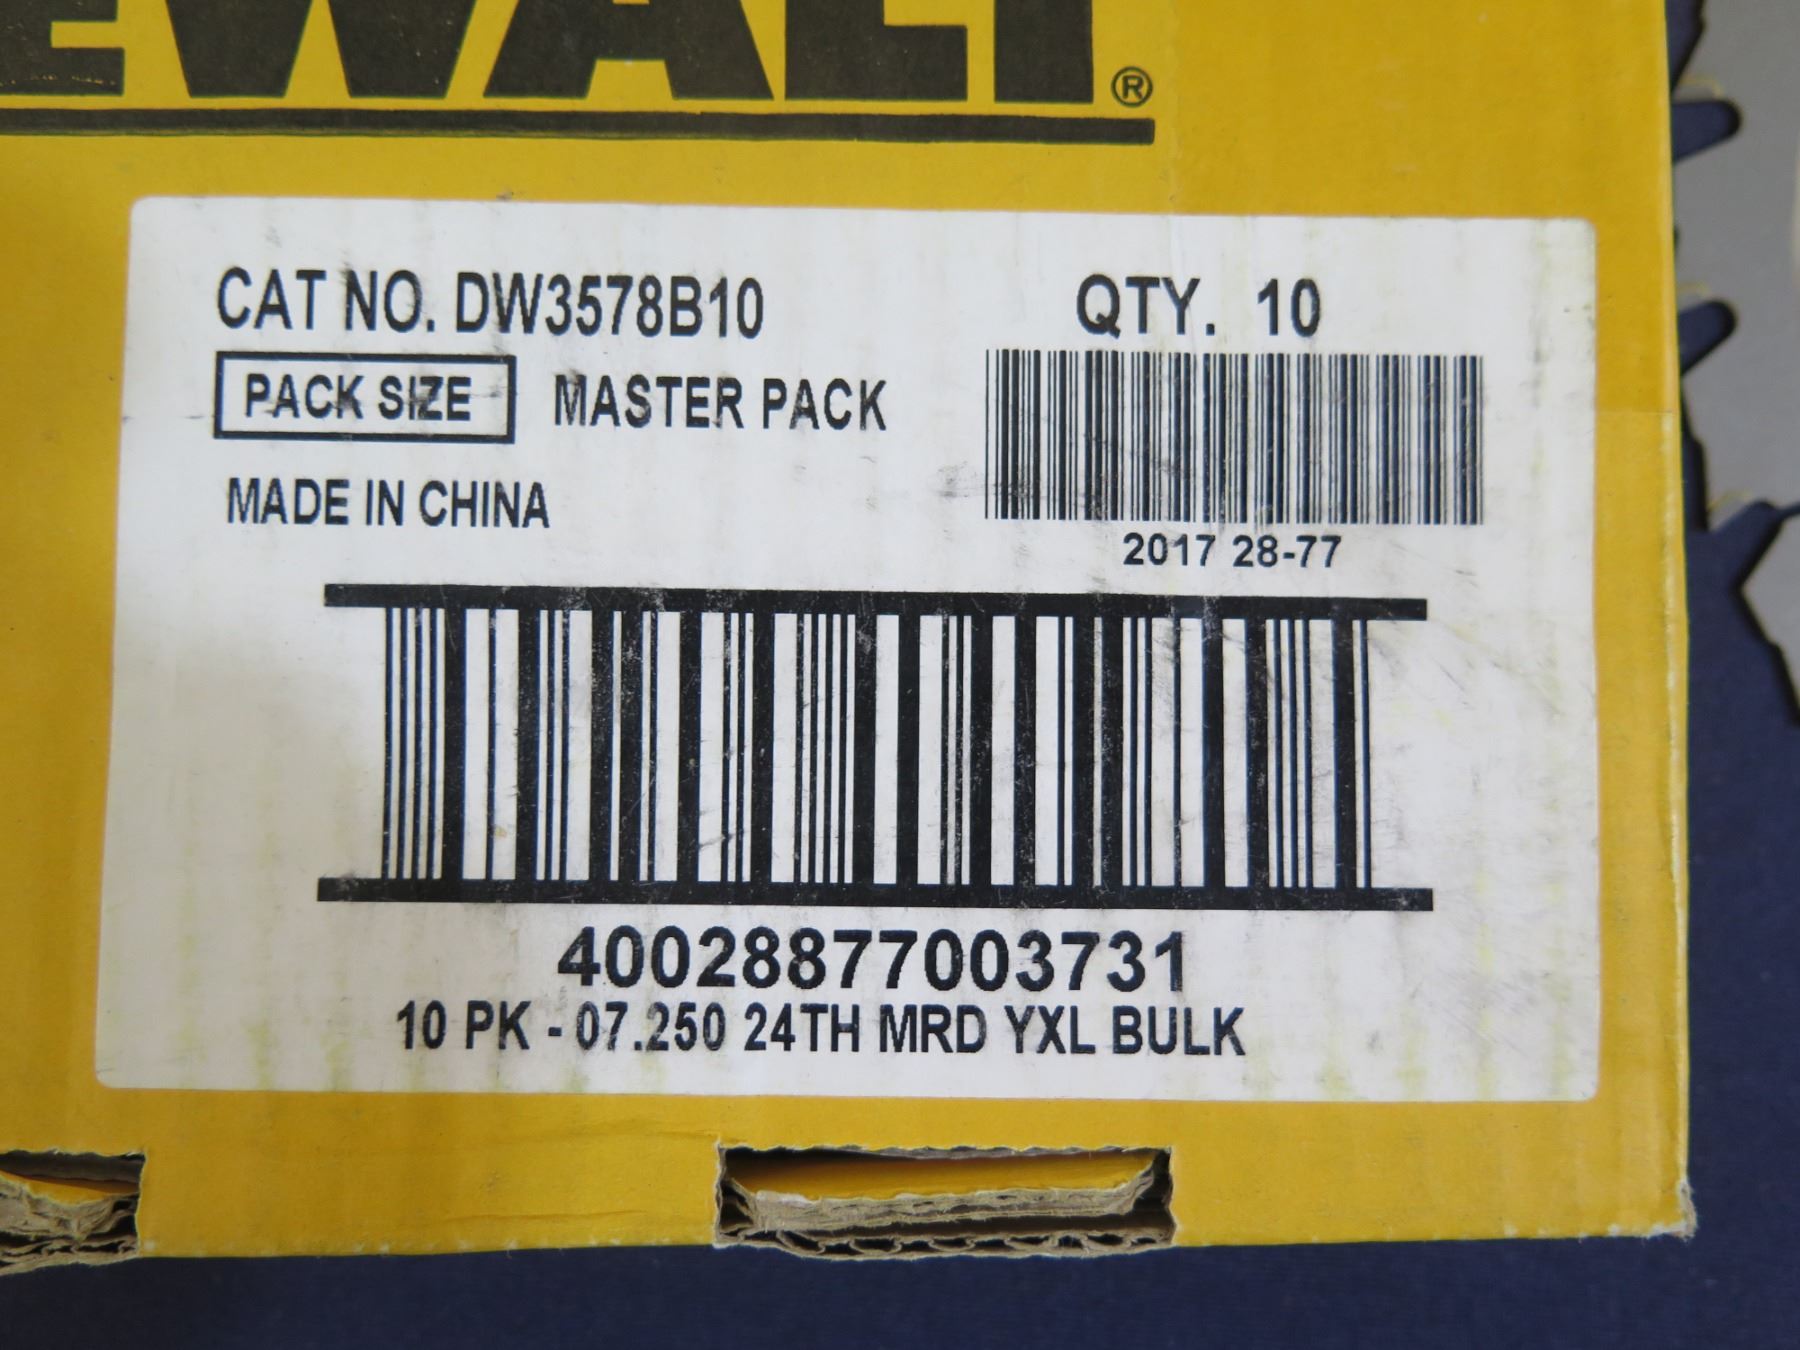 EWALT®
CAT NO. DW3578B10
QTY. 10
PACK SIZE MASTER PACK
MADE IN CHINA
2017 28-77
40028877003731
10 PK - 07.250 24TH MRD YXL BULK